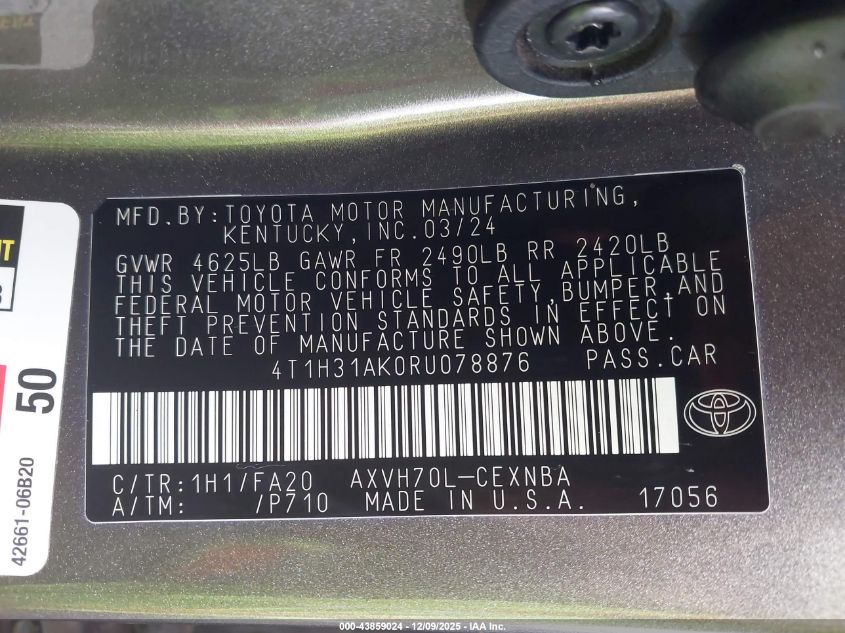 MFD.BY:TOYOTA MOTOR MANUFACTURING,
KENTUCKY,INC.03/24
GVWR 4625LB GAWR FR 2490LB RR 2420LB
THIS VEHICLE CONFORMS TO ALL APPLICABLE
FEDERAL MOTOR VEHICLE SAFETY,BUMPER,AND
THEFT PREVENTION STANDARDS IN EFFECT ON
THE DATE OF MANUFACTURE SHOWN ABOVE.
4T1H31AK0RU078876 PASS.CAR
C/TR:1H1/FA20 AXVH70L-CEXNBA
A/TM: /P710 MADE IN U.S.A. 17056
50
42661-06B20
000-43859024 - 12/09/2025 - IAA Inc.